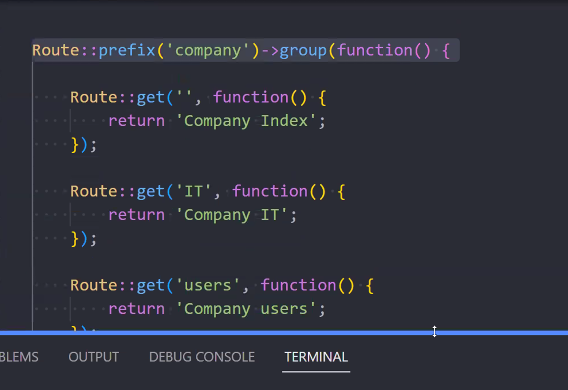 Route::prefix('company')->group(function() {
Route::get('', function() {
return 'Company Index';
});
Route::get('IT', function() {
return 'Company IT';
});
Route::get('users', function() {
return 'Company users';
});
BLEMS OUTPUT DEBUG CONSOLE TERMINAL